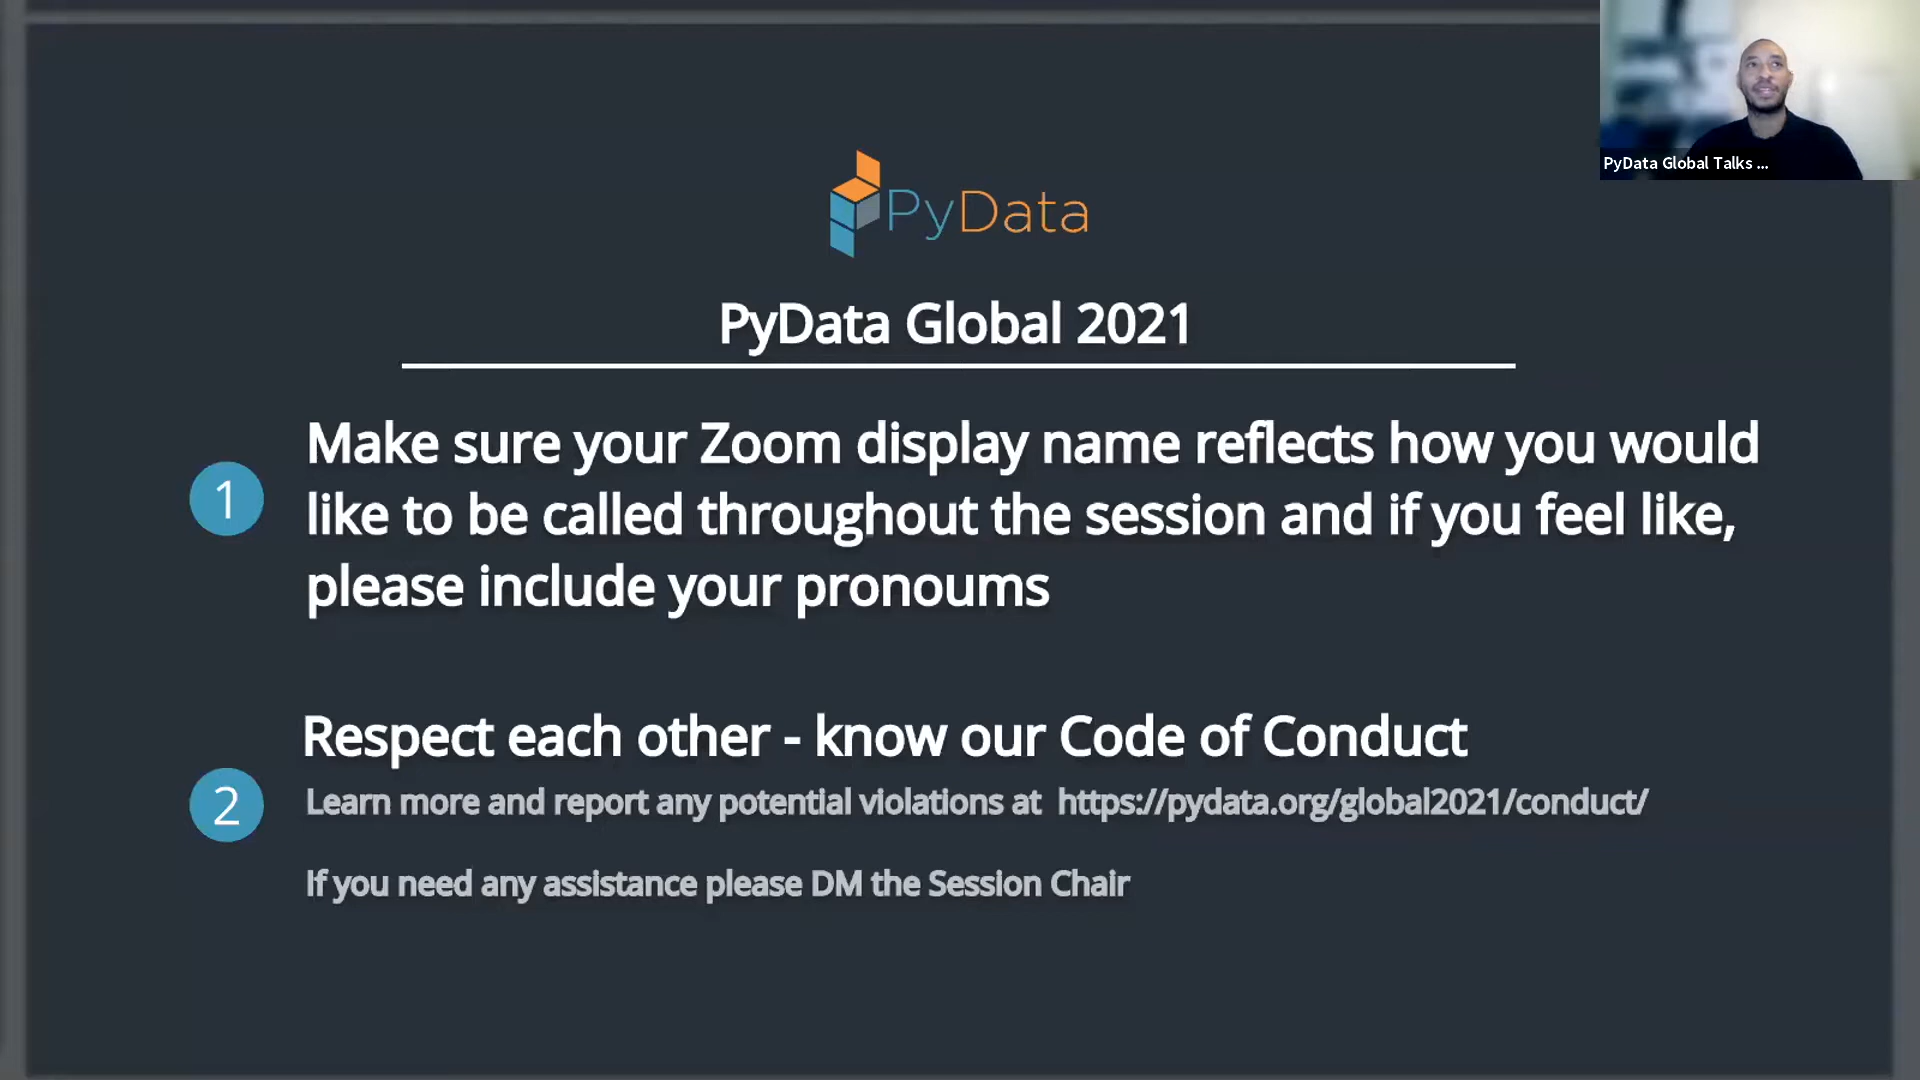 PyData Global Talks ...
PyData
PyData Global 2021
1
Make sure your Zoom display name reflects how you would
like to be called throughout the session and if you feel like,
please include your pronoums
Respect each other - know our Code of Conduct
2
Learn more and report any potential violations at https://pydata.org/global2021/conduct/
If you need any assistance please DM the Session Chair